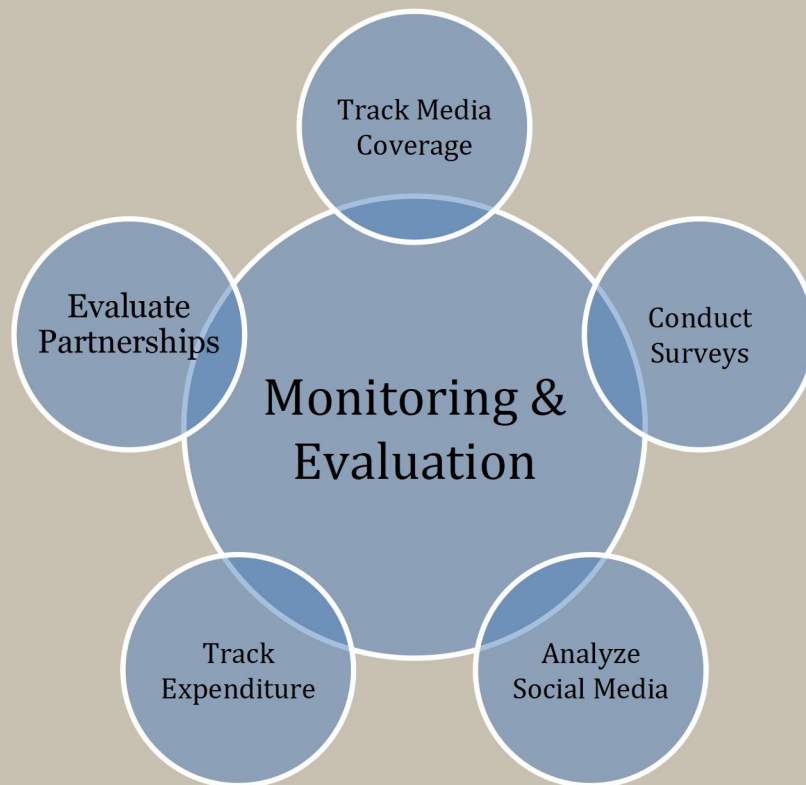 Track Media
Coverage
Conduct
Surveys
Analyze
Social Media
Track
Expenditure
Evaluate
Partnerships
Monitoring &
Evaluation